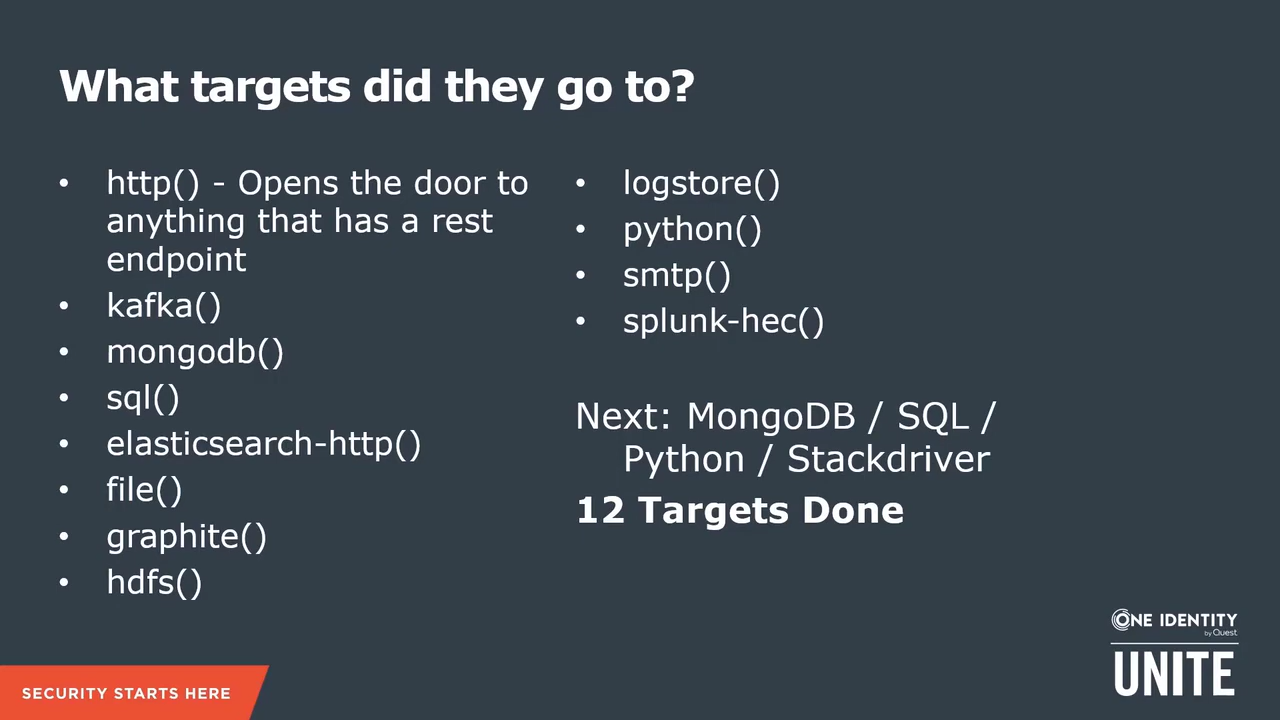 What targets did they go to?
• http() - Opens the door to
anything that has a rest
endpoint
• kafka()
• mongodb()
• sql()
• elasticsearch-http()
• file()
• graphite()
• hdfs()
• logstore()
• python()
• smtp()
• splunk-hec()
Next: MongoDB / SQL /
Python / Stackdriver
12 Targets Done
ONE IDENTITY
by Quest
UNITE
SECURITY STARTS HERE